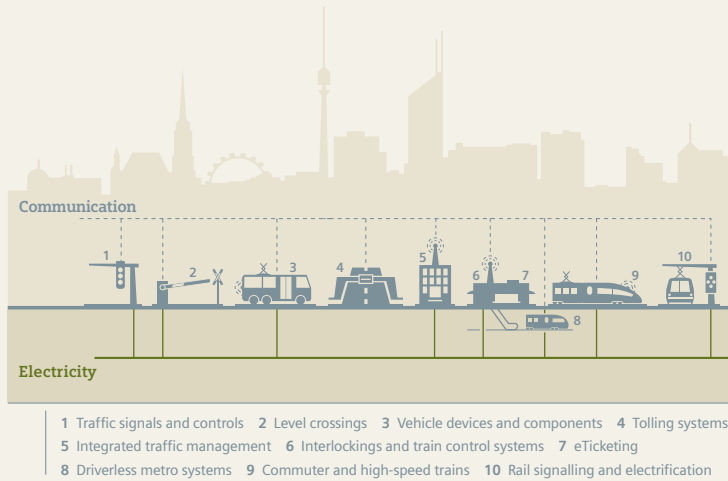 Communication
1
2
3
4
5
6
7
8
9
10
Electricity
1 Traffic signals and controls 2 Level crossings 3 Vehicle devices and components 4 Tolling systems
5 Integrated traffic management 6 Interlockings and train control systems 7 eTicketing
8 Driverless metro systems 9 Commuter and high-speed trains 10 Rail signalling and electrification